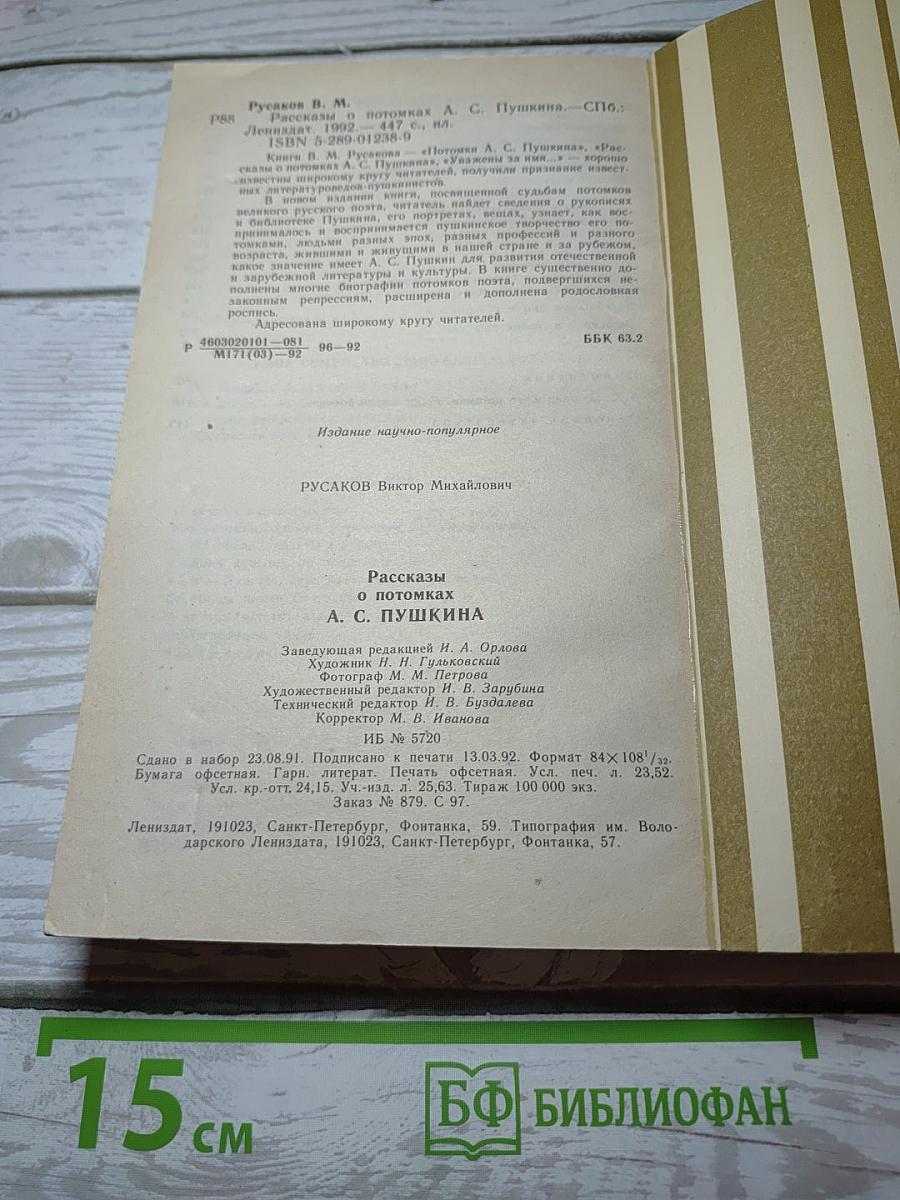 Русаков В. М.
Р88 Рассказы о потомках А. С. Пушкина.—СПб.:
Лениздат. 1992.— 447 с., ил.
ISBN 5-289-01238-9
Книги В. М. Русакова — «Потомки А. С. Пушкина», «Рас-
сказы о потомках А. С. Пушкина», «Уважены за имя...» — хорошо
известны широкому кругу читателей, получили признание извест-
ных литературоведов-пушкинистов.
В новом издании книги, посвященной судьбам потомков
великого русского поэта, читатель найдет сведения о рукописях
и библиотеке Пушкина, его портретах, вещах, узнает, как вос-
принималось и воспринимается пушкинское творчество его по-
томками, людьми разных эпох, разных профессий и разного
возраста, жившими и живущими в нашей стране и за рубежом,
какое значение имеет А. С. Пушкин для развития отечественной
и зарубежной литературы и культуры. В книге существенно до-
полнены многие биографии потомков поэта, подвергшихся не-
законным репрессиям, расширена и дополнена родословная
роспись.
Адресована широкому кругу читателей.
Р 4603020101—081 / М171(03)—92 96—92 ББК 63.2
Издание научно-популярное
РУСАКОВ Виктор Михайлович
Рассказы
о потомках
А. С. ПУШКИНА
Заведующая редакцией И. А. Орлова
Художник Н. Н. Гульковский
Фотограф М. М. Петрова
Художественный редактор И. В. Зарубина
Технический редактор И. В. Буздалева
Корректор М. В. Иванова
ИБ № 5720
Сдано в набор 23.08.91. Подписано к печати 13.03.92. Формат 84×108¹/₃₂.
Бумага офсетная. Гарн. литерат. Печать офсетная. Усл. печ. л. 23,52.
Усл. кр.-отт. 24,15. Уч.-изд. л. 25,63. Тираж 100 000 экз.
Заказ № 879. С 97.
Лениздат, 191023, Санкт-Петербург, Фонтанка, 59. Типография им. Воло-
дарского Лениздата, 191023, Санкт-Петербург, Фонтанка, 57.
15 см
БФ БИБЛИОФАН